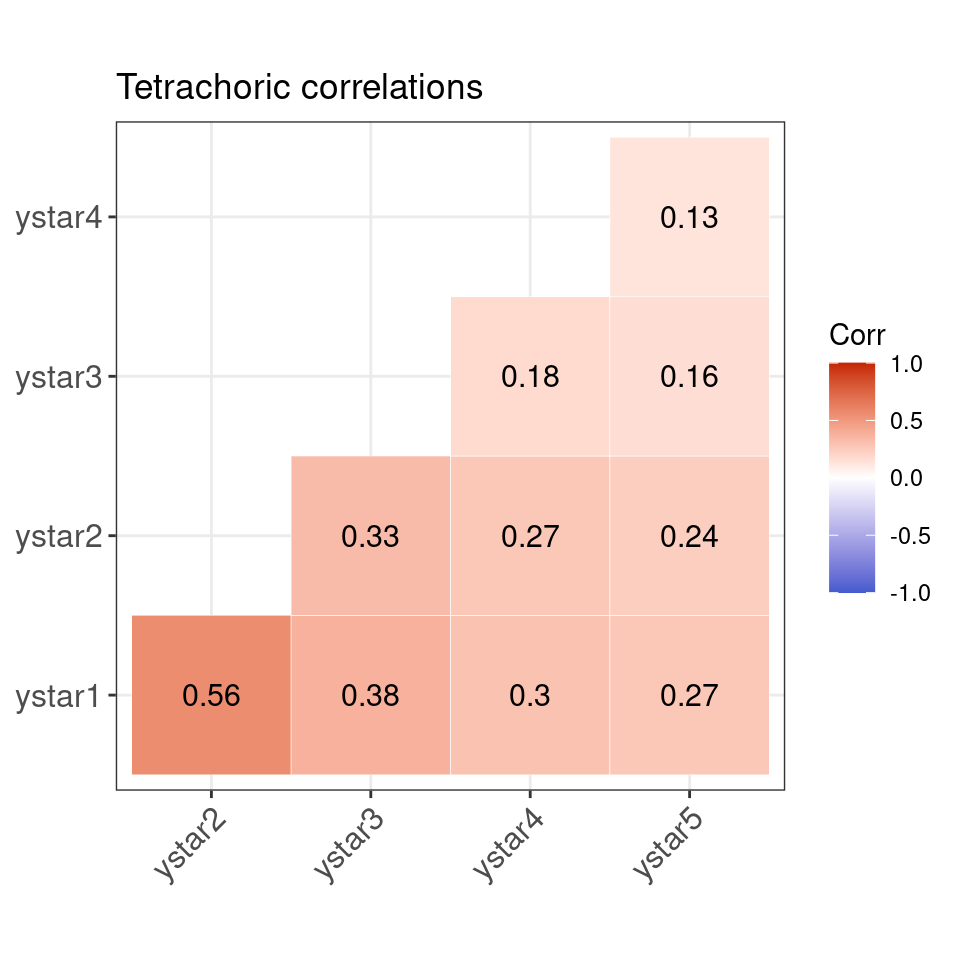 Tetrachoric correlations
ystar4
0.13
ystar3
0.18 0.16
ystar2
0.33 0.27 0.24
ystar1
0.56 0.38 0.3 0.27
ystar2 ystar3 ystar4 ystar5
Corr
1.0
0.5
0.0
-0.5
-1.0